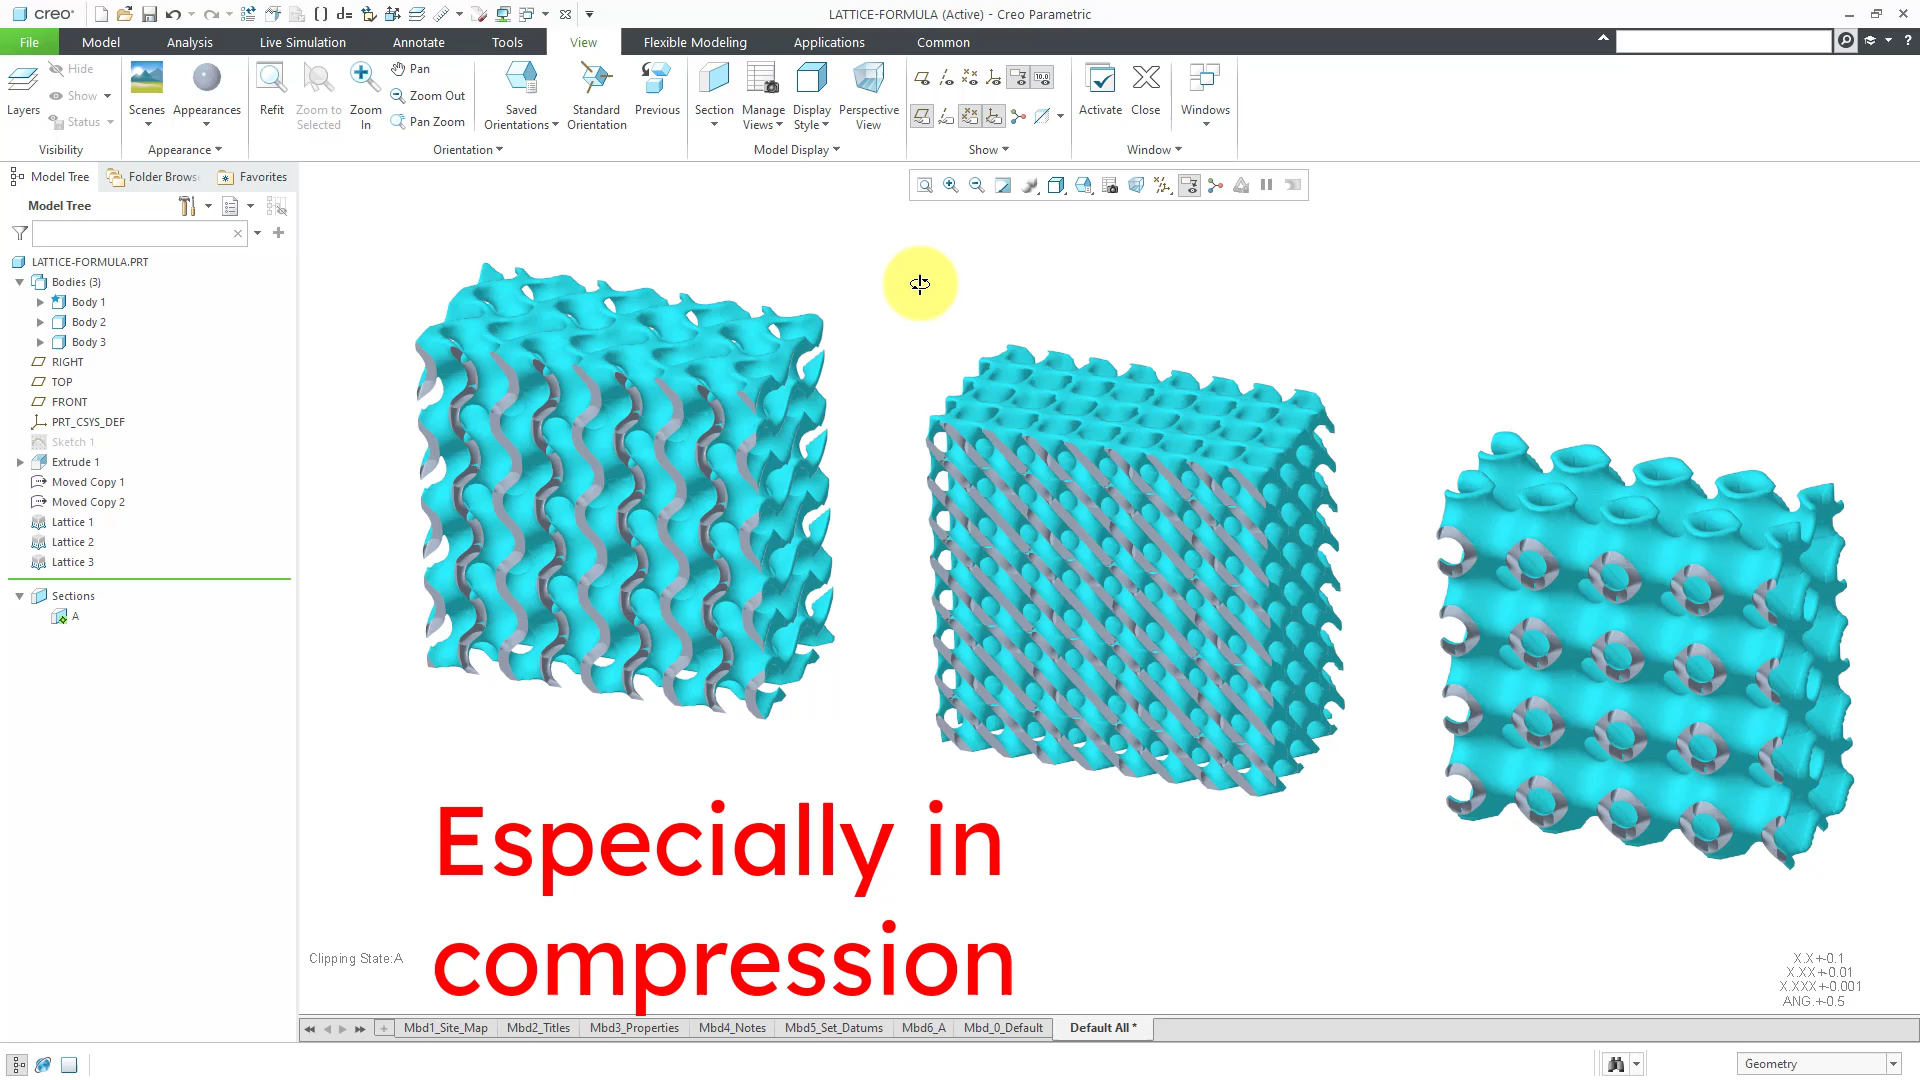 creo
LATTICE-FORMULA (Active) - Creo Parametric
File
Model
Analysis
Live Simulation
Annotate
Tools
View
Flexible Modeling
Applications
Common
Layers
Hide
Show
Status
Visibility
Scenes
Appearances
Appearance
Refit
Zoom to
Selected
Zoom
In
Pan
Zoom Out
Pan Zoom
Saved
Orientations
Standard
Orientation
Previous
Orientation
Section
Manage
Views
Display
Style
Perspective
View
Model Display
Show
Activate
Close
Windows
Window
Model Tree
Folder Brows
Favorites
Model Tree
LATTICE-FORMULA.PRT
Bodies (3)
Body 1
Body 2
Body 3
RIGHT
TOP
FRONT
PRT_CSYS_DEF
Sketch 1
Extrude 1
Moved Copy 1
Moved Copy 2
Lattice 1
Lattice 2
Lattice 3
Sections
A
Especially in
compression
Clipping State:A
X.X+-0.1
X.XX+-0.01
X.XXX+-0.001
ANG.+-0.5
Mbd1_Site_Map
Mbd2_Titles
Mbd3_Properties
Mbd4_Notes
Mbd5_Set_Datums
Mbd6_A
Mbd_0_Default
Default All *
Geometry